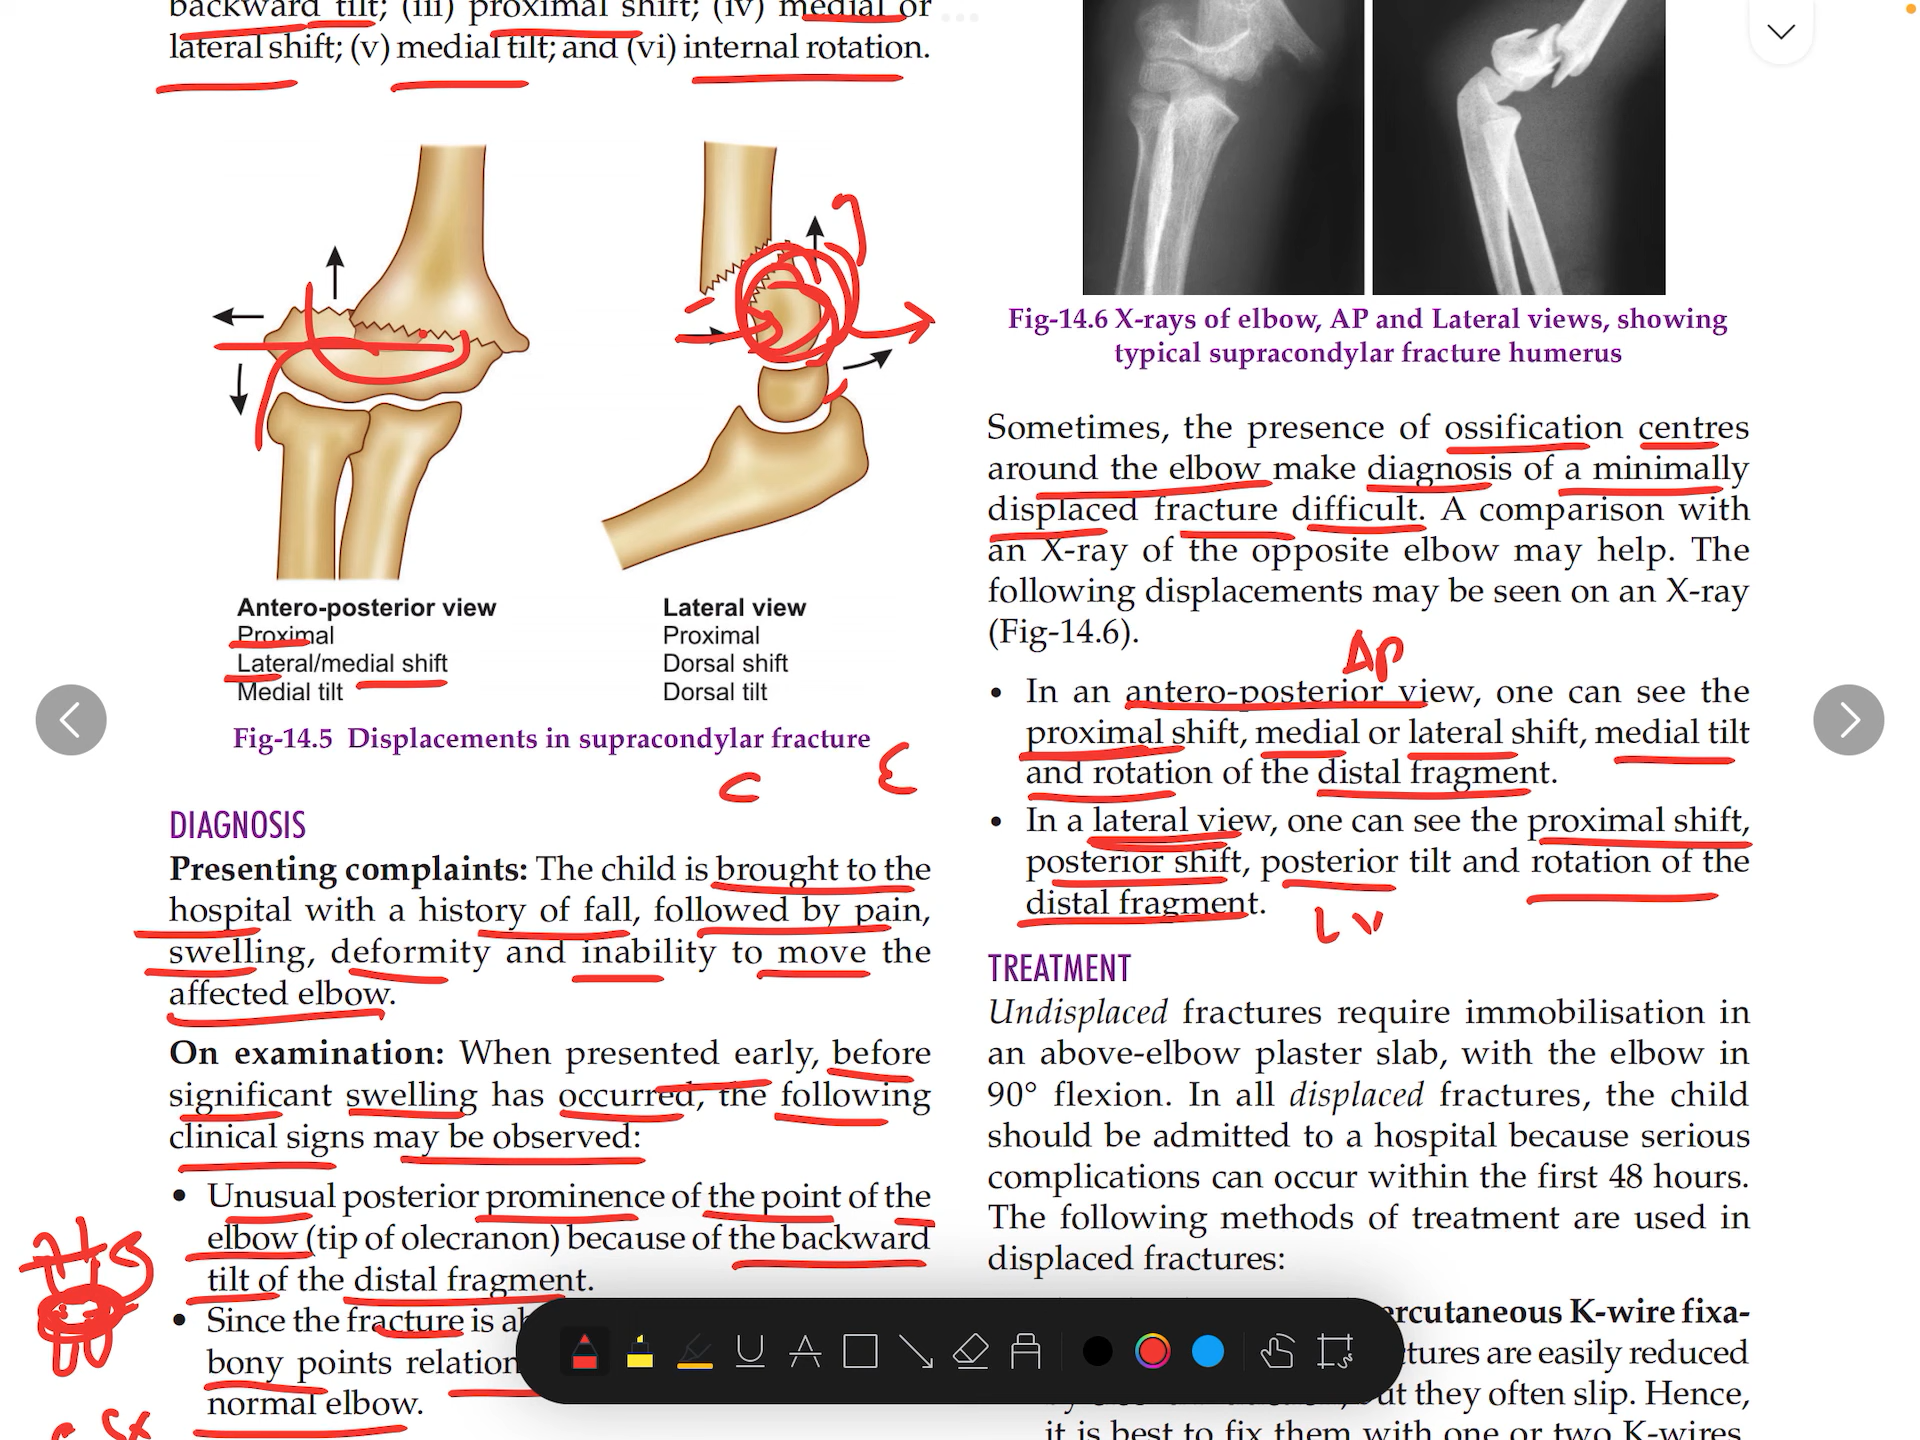 backward tilt; (iii) proximal shift; (iv) medial or
lateral shift; (v) medial tilt; and (vi) internal rotation.
Antero-posterior view
Proximal
Lateral/medial shift
Medial tilt
Lateral view
Proximal
Dorsal shift
Dorsal tilt
Fig-14.5 Displacements in supracondylar fracture
DIAGNOSIS
Presenting complaints: The child is brought to the
hospital with a history of fall, followed by pain,
swelling, deformity and inability to move the
affected elbow.
On examination: When presented early, before
significant swelling has occurred, the following
clinical signs may be observed:
• Unusual posterior prominence of the point of the
elbow (tip of olecranon) because of the backward
tilt of the distal fragment.
• Since the fracture is
bony points
normal elbow.
Fig-14.6 X-rays of elbow, AP and Lateral views, showing
typical supracondylar fracture humerus
Sometimes, the presence of ossification centres
around the elbow make diagnosis of a minimally
displaced fracture difficult. A comparison with
an X-ray of the opposite elbow may help. The
following displacements may be seen on an X-ray
(Fig-14.6).
AP
• In an antero-posterior view, one can see the
proximal shift, medial or lateral shift, medial tilt
and rotation of the distal fragment.
• In a lateral view, one can see the proximal shift,
posterior shift, posterior tilt and rotation of the
distal fragment.
LV
TREATMENT
Undisplaced fractures require immobilisation in
an above-elbow plaster slab, with the elbow in
90° flexion. In all displaced fractures, the child
should be admitted to a hospital because serious
complications can occur within the first 48 hours.
The following methods of treatment are used in
displaced fractures:
ercutaneous K-wire fixa-
tures are easily reduced
ut they often slip. Hence,
it is best to fix them with one or two K-wires.